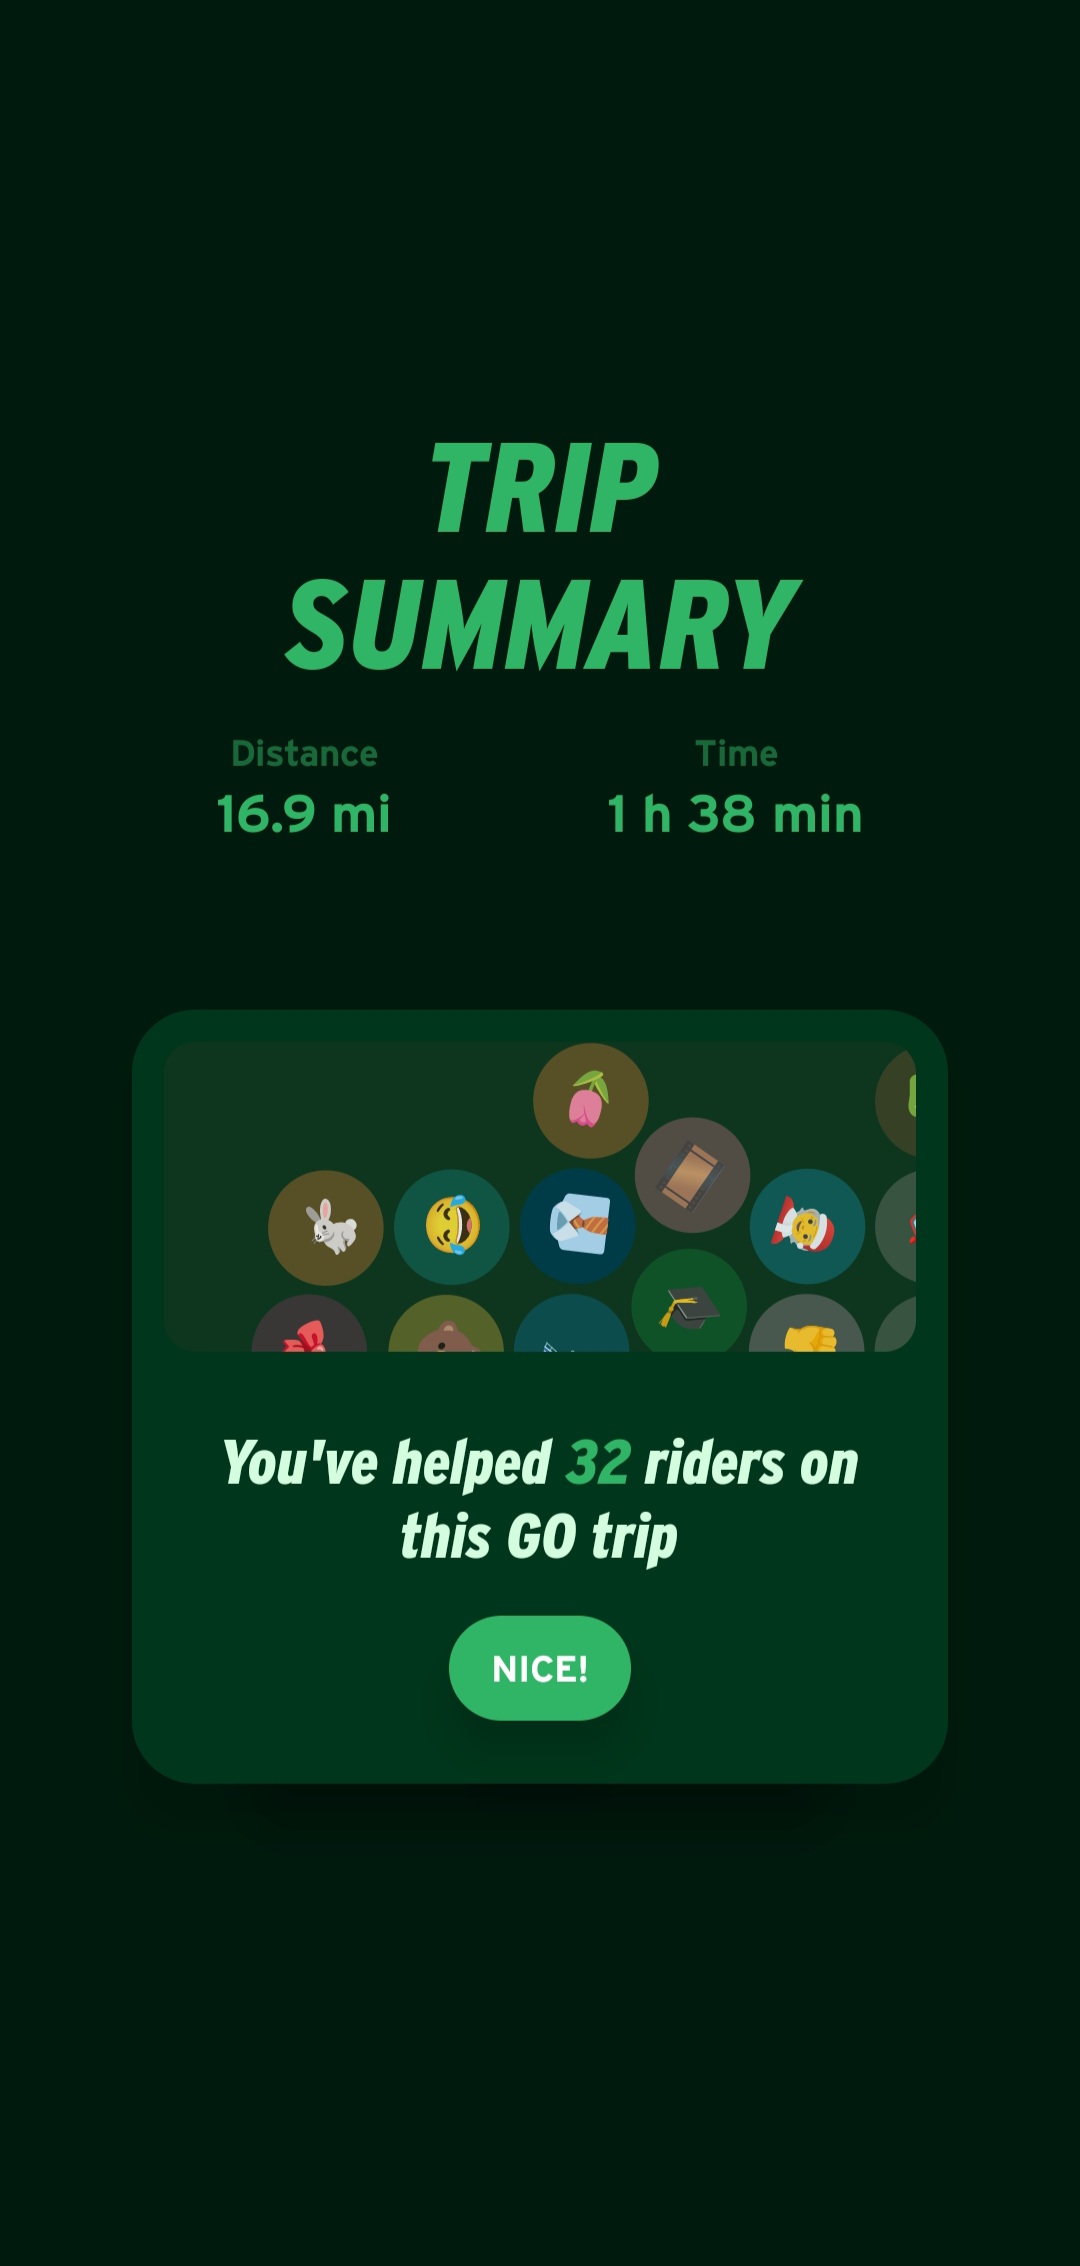 TRIP
SUMMARY
Distance
16.9 mi
Time
1 h 38 min
You've helped 32 riders on
this GO trip
NICE!